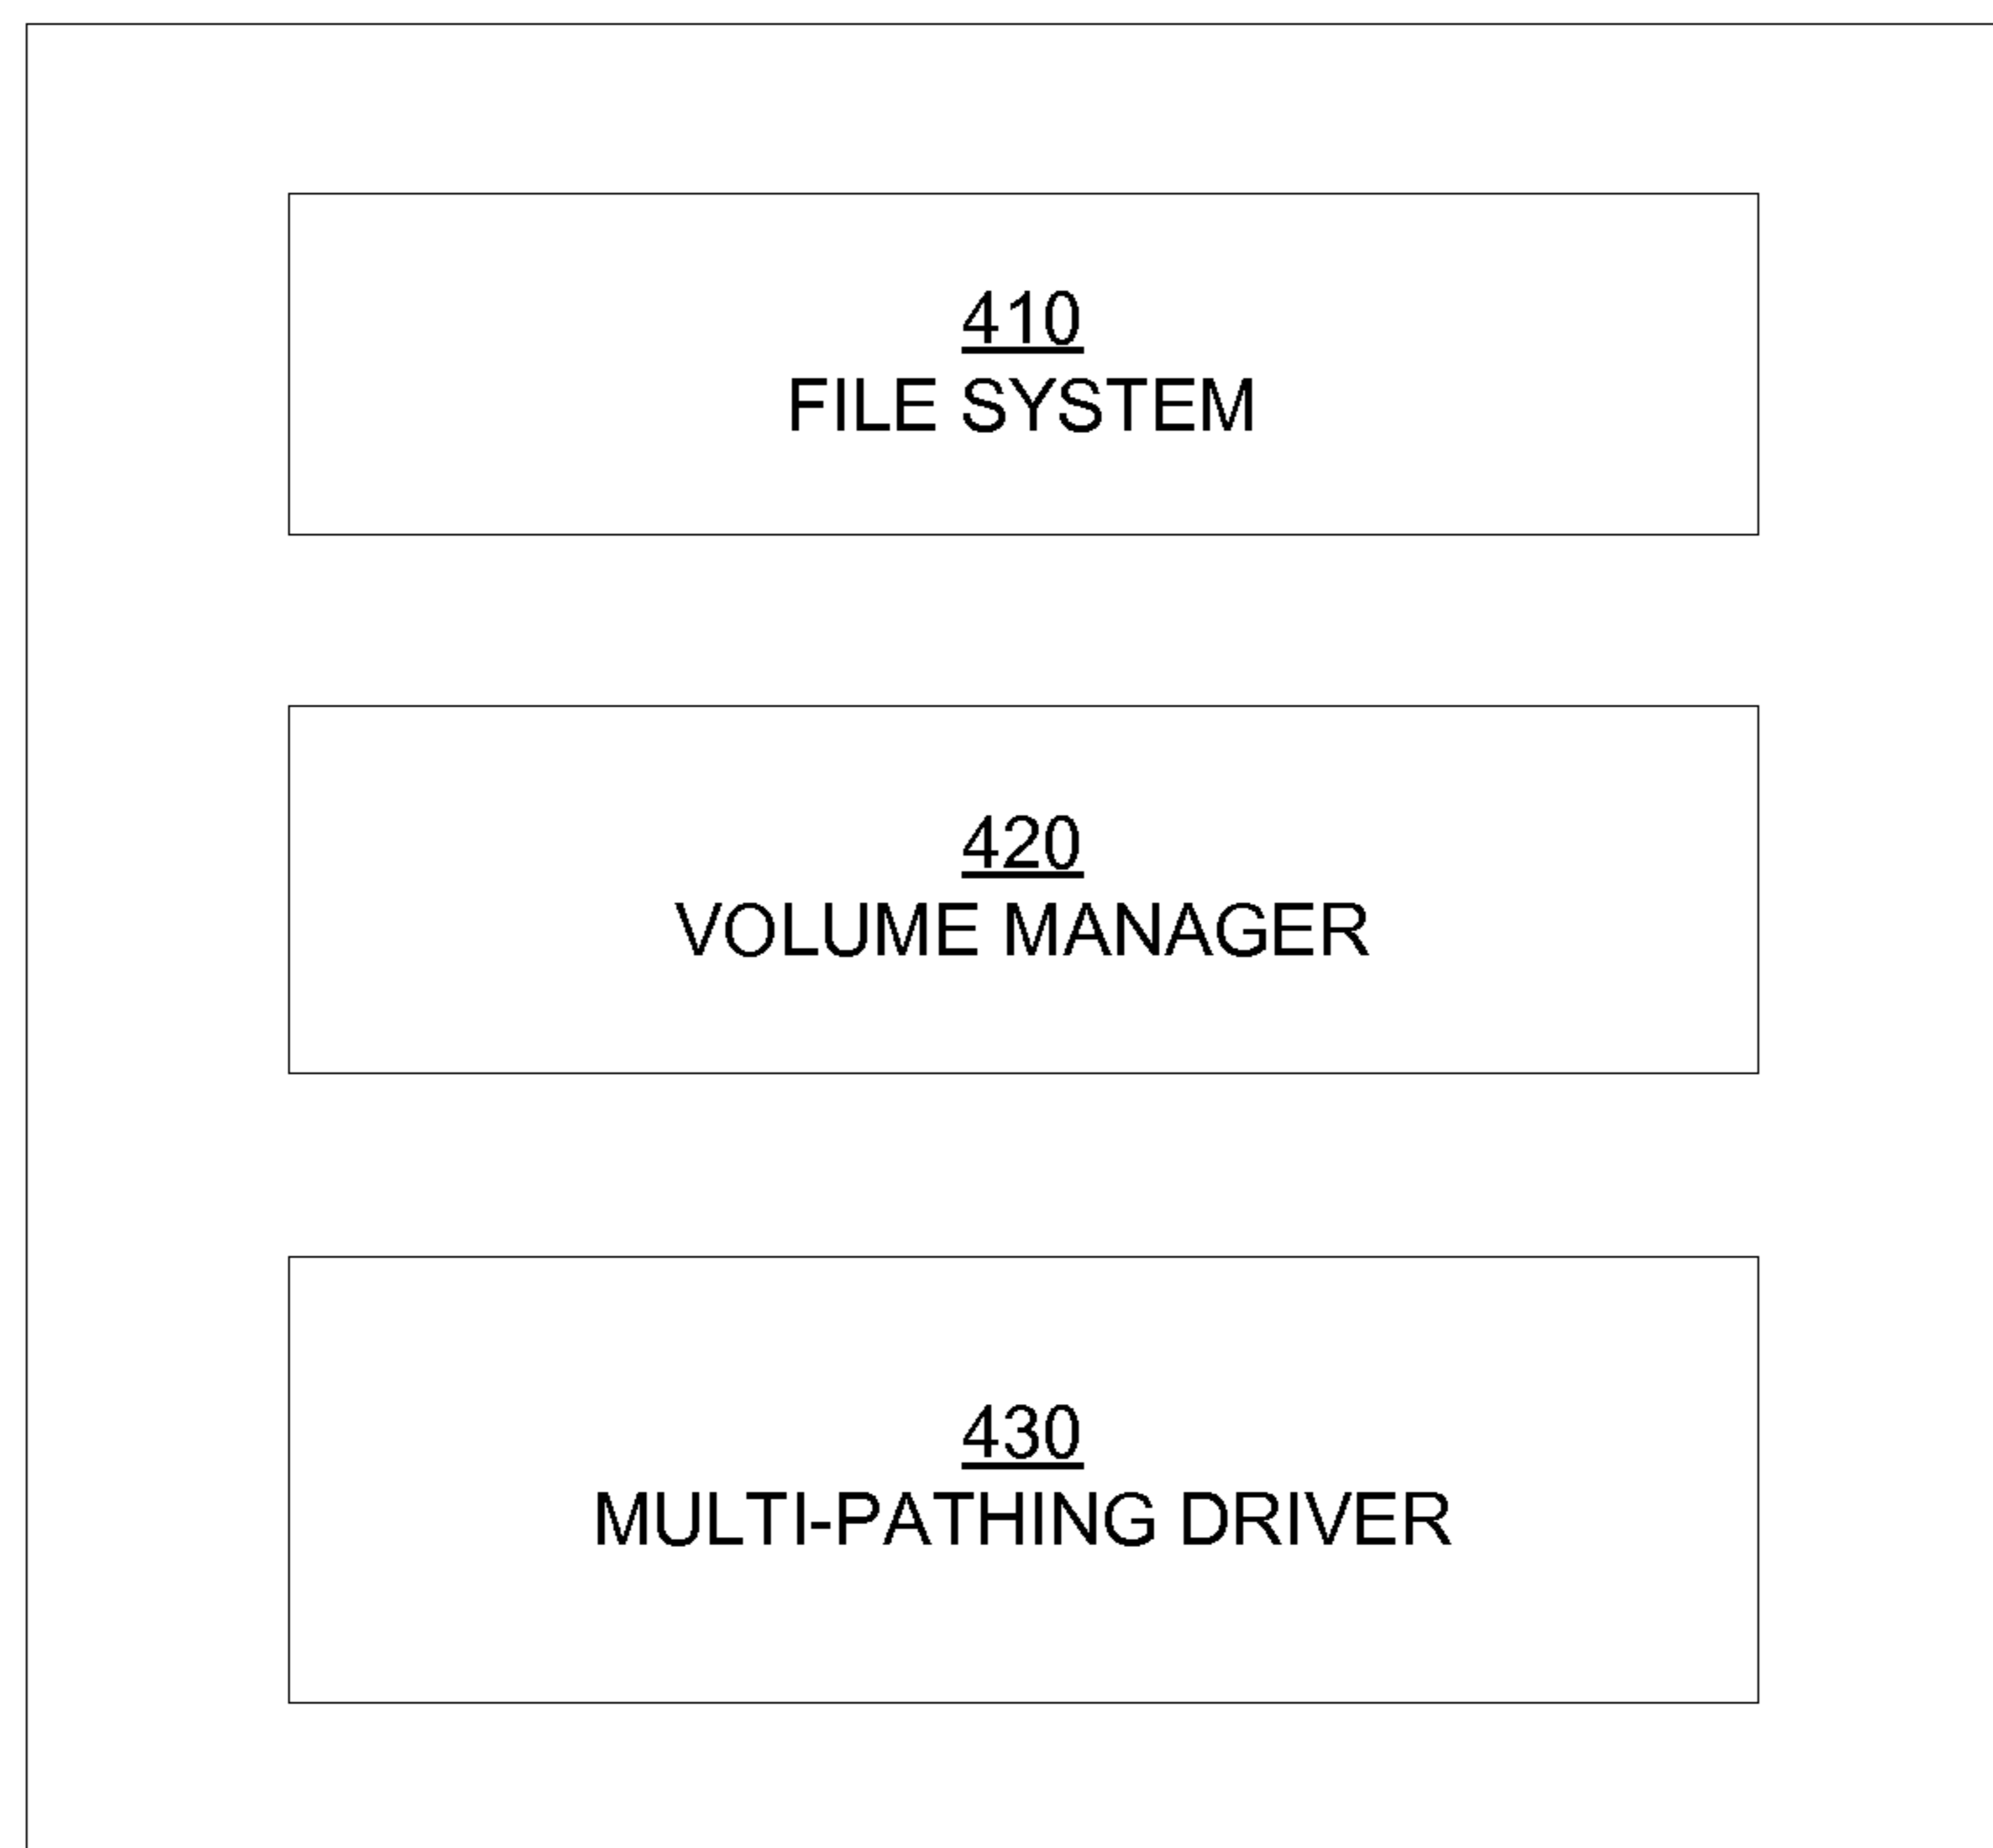 410
FILE SYSTEM
420
VOLUME MANAGER
430
MULTI-PATHING DRIVER